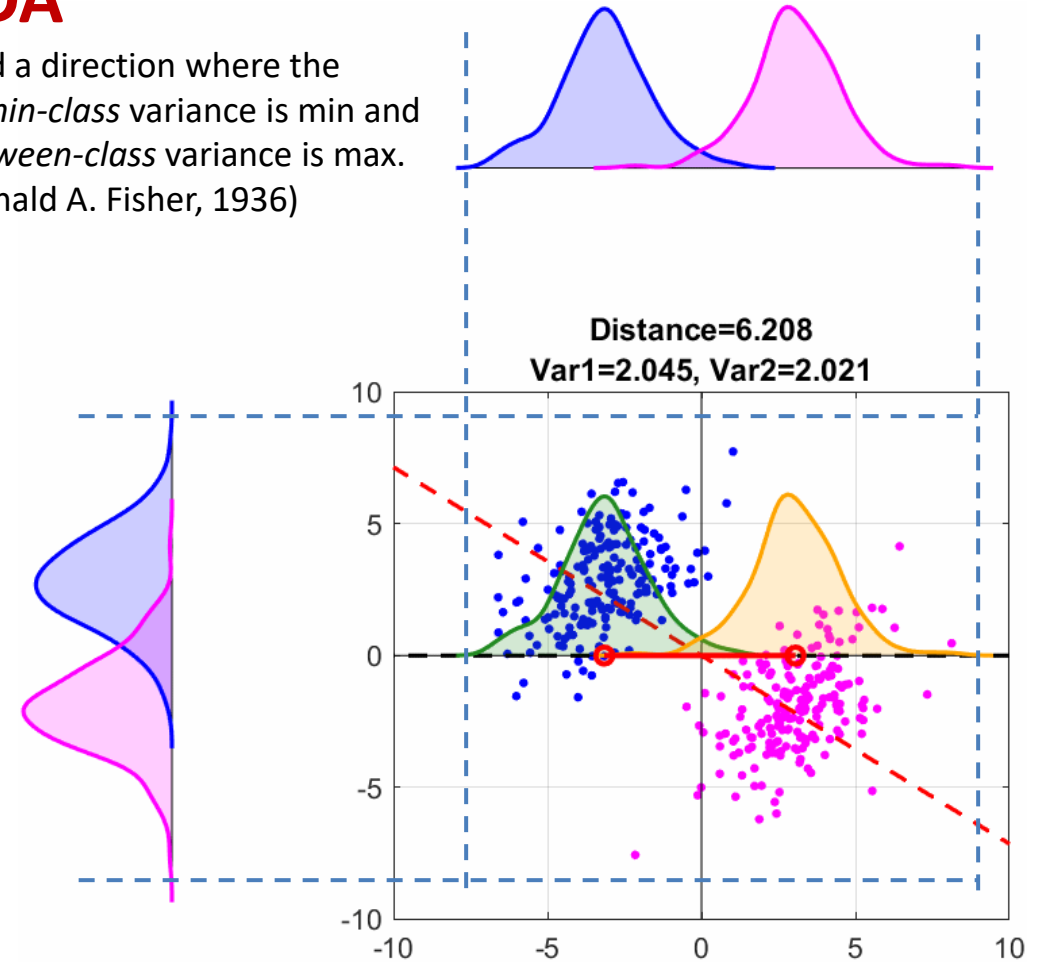 DA
d a direction where the
hin-class variance is min and
ween-class variance is max.
nald A. Fisher, 1936)
Distance=6.208
Var1=2.045, Var2=2.021
10
5
0
-5
-10
-10 -5 0 5 10